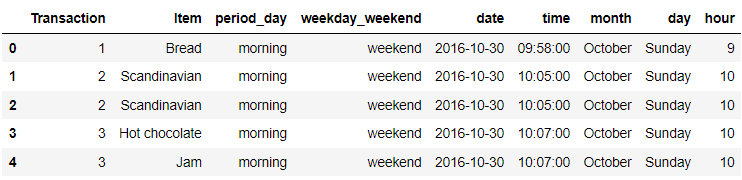 Transaction Item period_day weekday_weekend date time month day hour
0 1 Bread morning weekend 2016-10-30 09:58:00 October Sunday 9
1 2 Scandinavian morning weekend 2016-10-30 10:05:00 October Sunday 10
2 2 Scandinavian morning weekend 2016-10-30 10:05:00 October Sunday 10
3 3 Hot chocolate morning weekend 2016-10-30 10:07:00 October Sunday 10
4 3 Jam morning weekend 2016-10-30 10:07:00 October Sunday 10